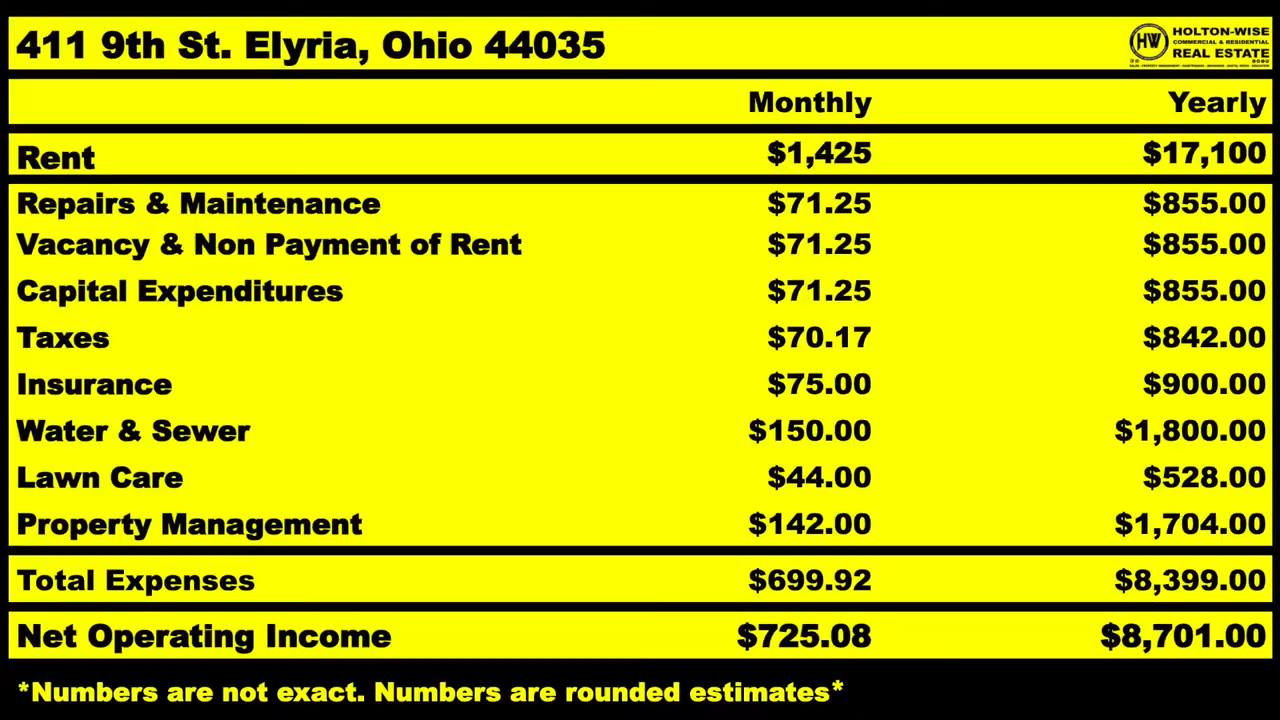 411 9th St. Elyria, Ohio 44035
HOLTON-WISE
COMMERCIAL & RESIDENTIAL
REAL ESTATE
HW
Monthly Yearly
Rent $1,425 $17,100
Repairs & Maintenance $71.25 $855.00
Vacancy & Non Payment of Rent $71.25 $855.00
Capital Expenditures $71.25 $855.00
Taxes $70.17 $842.00
Insurance $75.00 $900.00
Water & Sewer $150.00 $1,800.00
Lawn Care $44.00 $528.00
Property Management $142.00 $1,704.00
Total Expenses $699.92 $8,399.00
Net Operating Income $725.08 $8,701.00
*Numbers are not exact. Numbers are rounded estimates*